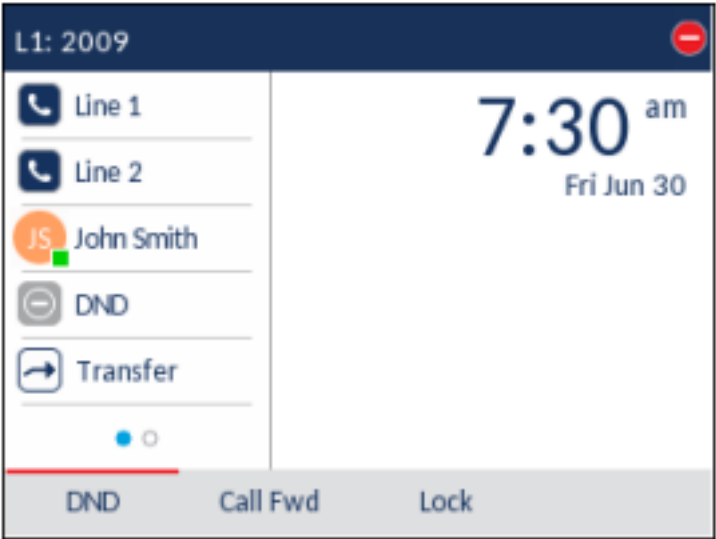 L1: 2009
Line 1
Line 2
JS John Smith
DND
Transfer
7:30 am
Fri Jun 30
DND Call Fwd Lock